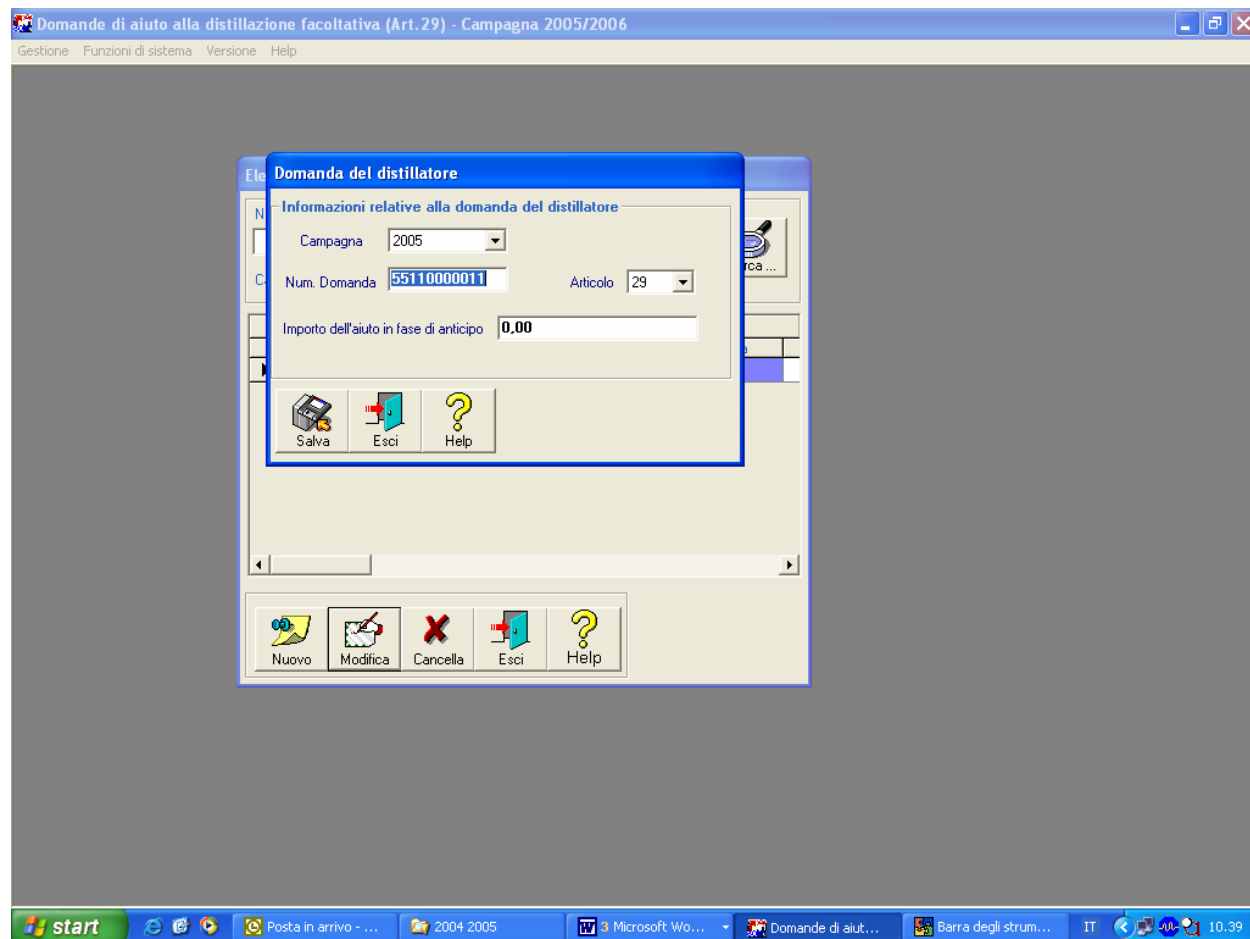 Domande di aiuto alla distillazione facoltativa (Art.29) - Campagna 2005/2006
Gestione Funzioni di sistema Versione Help
Ele
Domanda del distillatore
N
Informazioni relative alla domanda del distillatore
Campagna 2005
rca ...
C
Num. Domanda 55110000011 Articolo 29
Importo dell'aiuto in fase di anticipo 0,00
a
Salva Esci Help
Nuovo Modifica Cancella Esci Help
start Posta in arrivo - ... 2004 2005 3 Microsoft Wo... Domande di aiut... Barra degli strum... IT 10.39